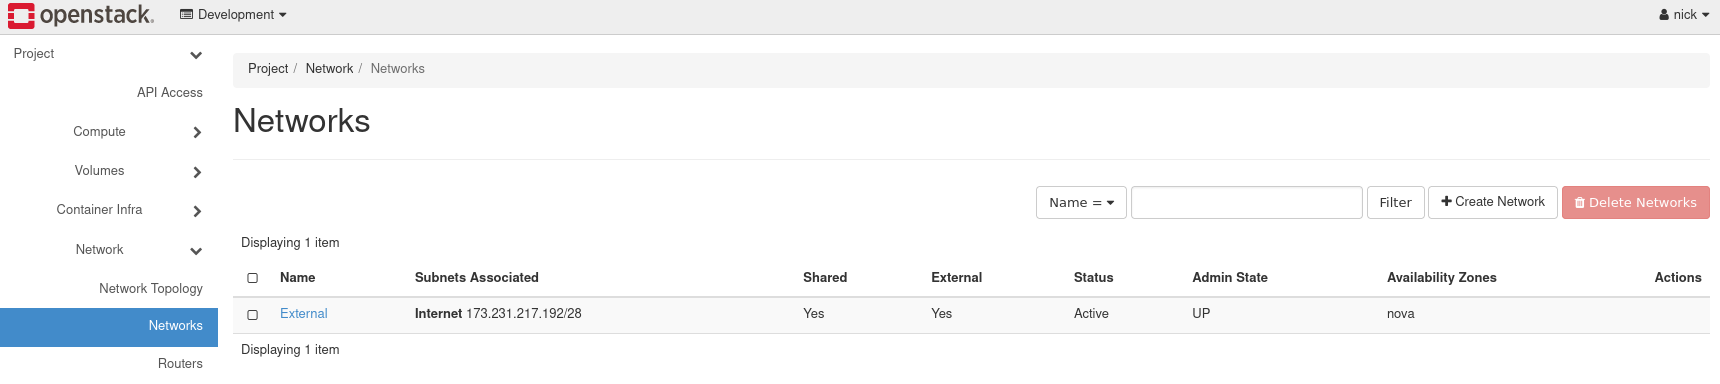 openstack. Development nick
Project
API Access
Compute
Volumes
Container Infra
Network
Network Topology
Networks
Routers
Project / Network / Networks
Networks
Name = Filter Create Network Delete Networks
Displaying 1 item
Name Subnets Associated Shared External Status Admin State Availability Zones Actions
External Internet 173.231.217.192/28 Yes Yes Active UP nova
Displaying 1 item